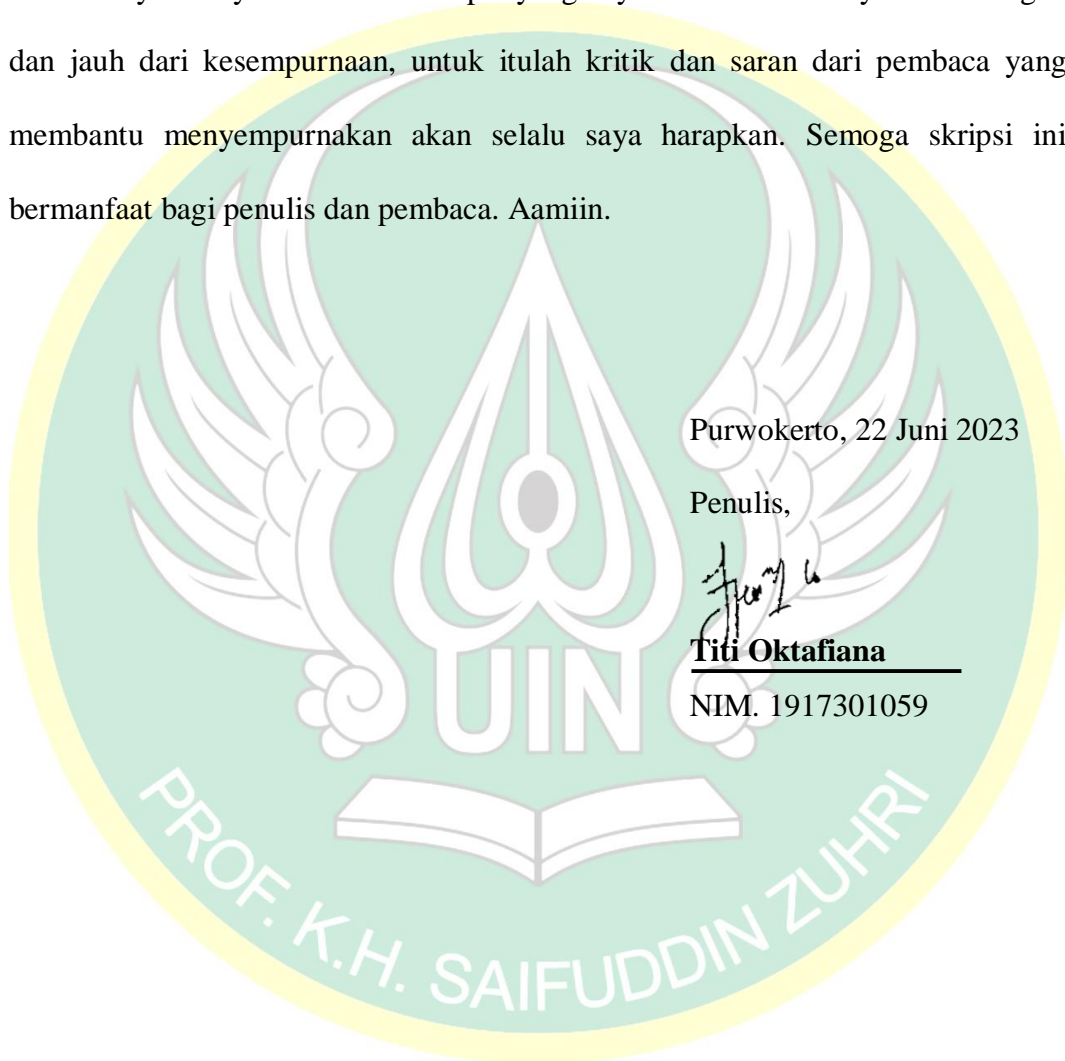 dan jauh dari kesempurnaan, untuk itulah kritik dan saran dari pembaca yang
membantu menyempurnakan akan selalu saya harapkan. Semoga skripsi ini
bermanfaat bagi penulis dan pembaca. Aamiin.
Purwokerto, 22 Juni 2023
Penulis,
Titi Oktafiana
NIM. 1917301059
UIN
PROF. K.H. SAIFUDDIN ZUHRI